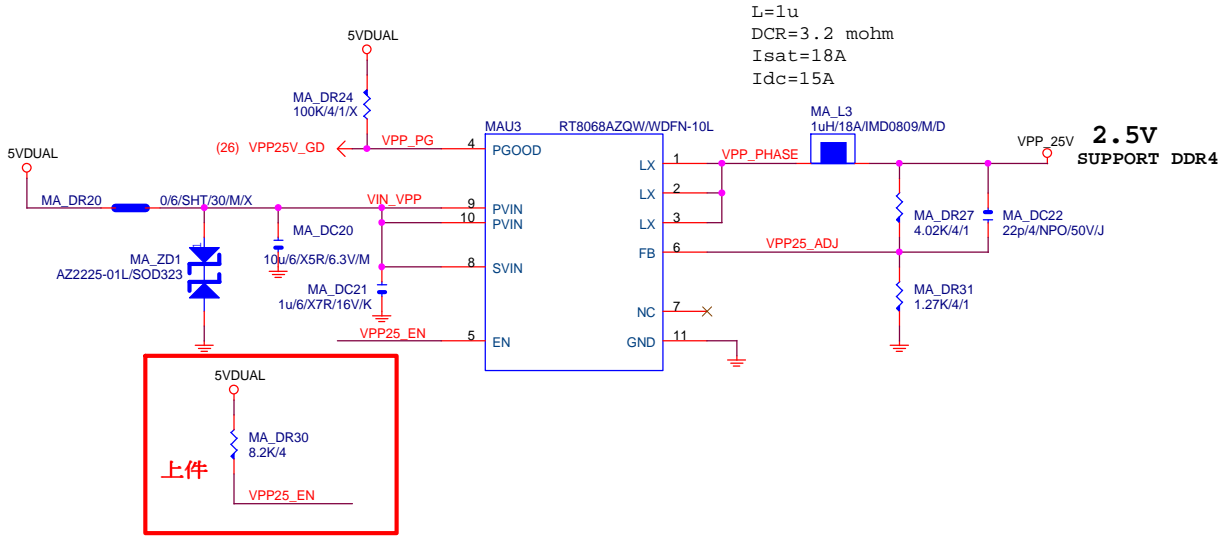 L=1u
DCR=3.2 mohm
Isat=18A
Idc=15A
5VDUAL
MA_DR24
100K/4/1/X
MAU3
RT8068AZQW/WDFN-10L
MA_L3
1uH/18A/IMD0809/M/D
VPP_25V
2.5V
SUPPORT DDR4
(26) VPP25V_GD
VPP_PG
4
PGOOD
LX
1
VPP_PHASE
5VDUAL
MA_DR20
0/6/SHT/30/M/X
VIN_VPP
9
PVIN
10
PVIN
LX
2
LX
3
MA_DR27
4.02K/4/1
MA_DC22
22p/4/NPO/50V/J
MA_DC20
10u/6/X5R/6.3V/M
FB
6
VPP25_ADJ
1
MA_ZD1
AZ2225-01L/SOD323
8
SVIN
MA_DC21
1u/6/X7R/16V/K
MA_DR31
1.27K/4/1
NC
7
VPP25_EN
5
EN
GND
11
5VDUAL
MA_DR30
8.2K/4
上件
VPP25_EN